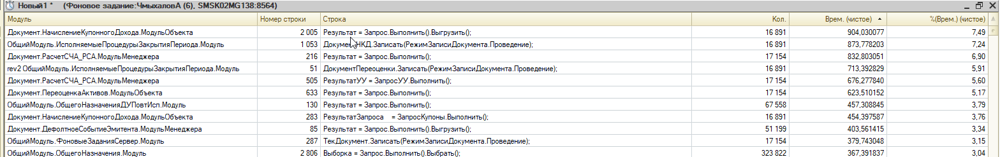 Новый1 * (Фоновое задание:ЧмыхаловА (6), SMSK02MG138:8564)
Модуль Номер строки Строка Кол. Врем. (чистое) %(Врем.) (чистое)
Документ.НачислениеКупонногоДохода.МодульОбъекта 2 005 Результат = Запрос.Выполнить().Выгрузить(); 16 891 904,030077 7,49
ОбщийМодуль.ИсполняемыеПроцедурыЗакрытияПериода.Модуль 1 053 ДокументНКД.Записать(РежимЗаписиДокумента.Проведение); 16 891 873,778203 7,24
Документ.РасчетСЧА_РСА.МодульМенеджера 216 Результат = Запрос.Выполнить(); 17 154 832,803051 6,90
rev2 ОбщийМодуль.ИсполняемыеПроцедурыЗакрытияПериода.Модуль 51 ДокументПереоценки.Записать(РежимЗаписиДокумента.Проведение); 16 891 713,392829 5,91
Документ.РасчетСЧА_РСА.МодульМенеджера 505 РезультатУУ = ЗапросУУ.Выполнить(); 17 154 676,277840 5,60
Документ.ПереоценкаАктивов.МодульОбъекта 633 Результат = Запрос.Выполнить(); 17 154 623,510152 5,17
ОбщийМодуль.ОбщегоНазначенияДУПовтИсп.Модуль 130 Результат = Запрос.Выполнить(); 67 558 457,308845 3,79
Документ.НачислениеКупонногоДохода.МодульОбъекта 283 РезультатЗапроса = ЗапросКупоны.Выполнить(); 16 891 454,397587 3,76
Документ.ДефолтноеСобытиеЭмитента.МодульМенеджера 85 Результат = Запрос.Выполнить().Выгрузить(); 51 199 403,561415 3,34
ОбщийМодуль.ФоновыеЗаданияСервер.Модуль 287 ТекДокумент.Записать(РежимЗаписиДокумента.Проведение); 17 154 379,743048 3,15
ОбщийМодуль.ОбщегоНазначения.Модуль 2 806 Выборка = Запрос.Выполнить().Выбрать(); 323 822 367,391837 3,04